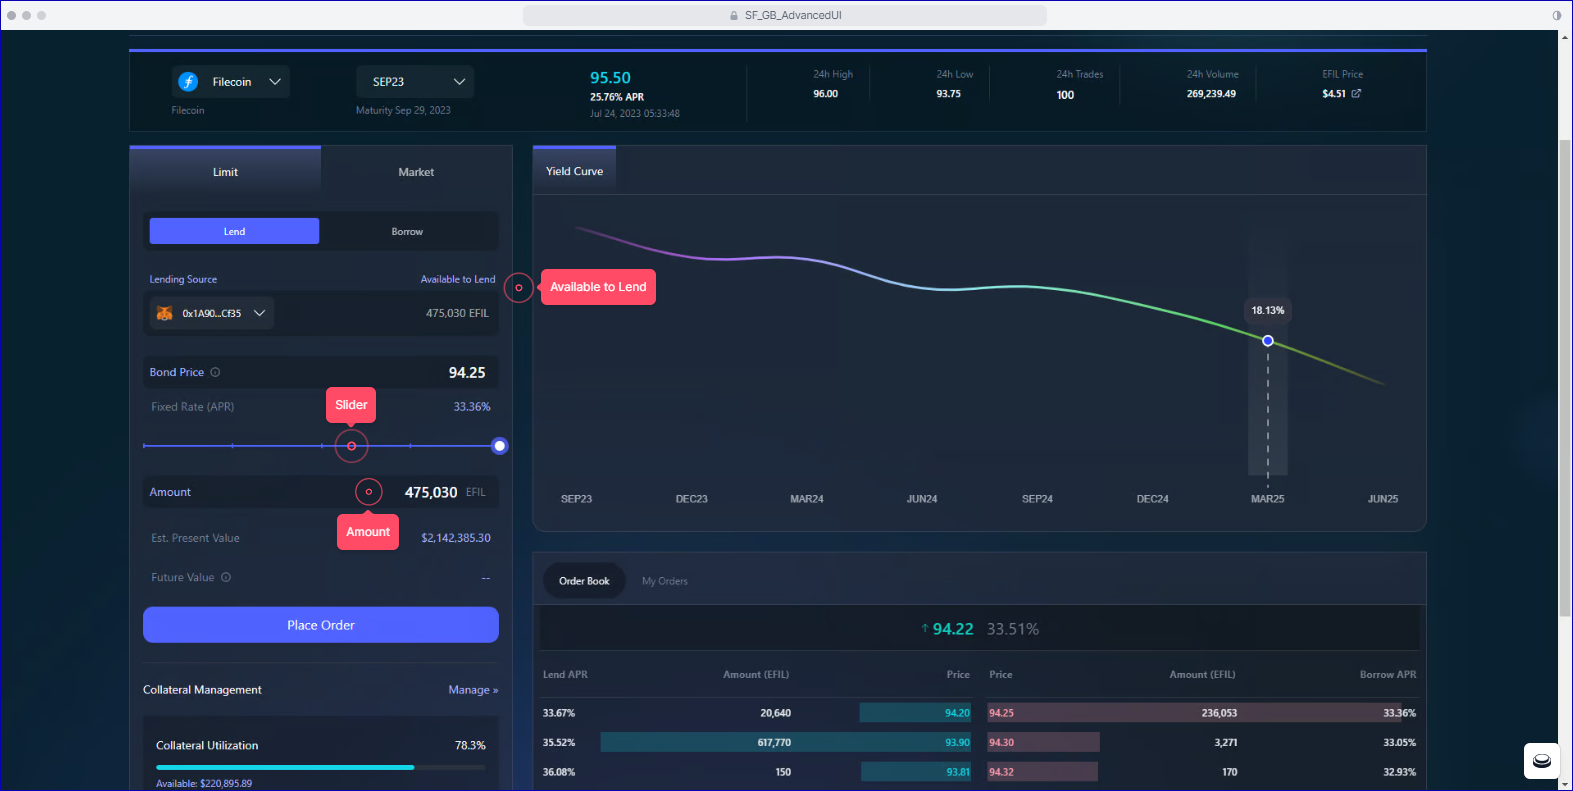 SF_GB_AdvancedUI
Filecoin
Filecoin
SEP23
Maturity Sep 29, 2023
95.50
25.76% APR
Jul 24, 2023 05:33:48
24h High
96.00
24h Low
93.75
24h Trades
100
24h Volume
269,239.49
EFIL Price
$4.51
Limit
Market
Lend
Borrow
Lending Source
Available to Lend
0x1A90...Cf35
475,030 EFIL
Available to Lend
Bond Price
94.25
Fixed Rate (APR)
33.36%
Slider
Amount
475,030 EFIL
Amount
Est. Present Value
$2,142,385.30
Future Value
--
Place Order
Collateral Management
Manage »
Collateral Utilization
78.3%
Available: $220,895.89
Yield Curve
18.13%
SEP23 DEC23 MAR24 JUN24 SEP24 DEC24 MAR25 JUN25
Order Book
My Orders
↑ 94.22 33.51%
Lend APR Amount (EFIL) Price Price Amount (EFIL) Borrow APR
33.67% 20,640 94.20 94.25 236,053 33.36%
35.52% 617,770 93.90 94.30 3,271 33.05%
36.08% 150 93.81 94.32 170 32.93%